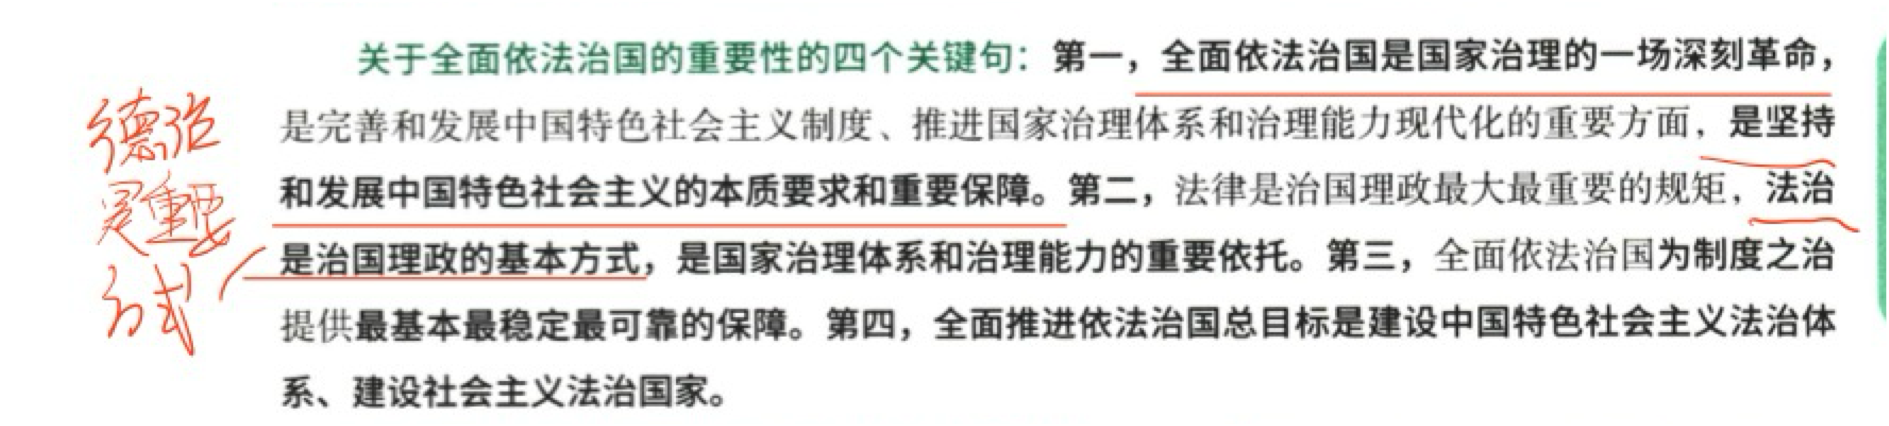 关于全面依法治国的重要性的四个关键句：第一，全面依法治国是国家治理的一场深刻革命，
是完善和发展中国特色社会主义制度、推进国家治理体系和治理能力现代化的重要方面，是坚持
和发展中国特色社会主义的本质要求和重要保障。第二，法律是治国理政最大最重要的规矩，法治
是治国理政的基本方式，是国家治理体系和治理能力的重要依托。第三，全面依法治国为制度之治
提供最基本最稳定最可靠的保障。第四，全面推进依法治国总目标是建设中国特色社会主义法治体
系、建设社会主义法治国家。
德治
是重要
方式